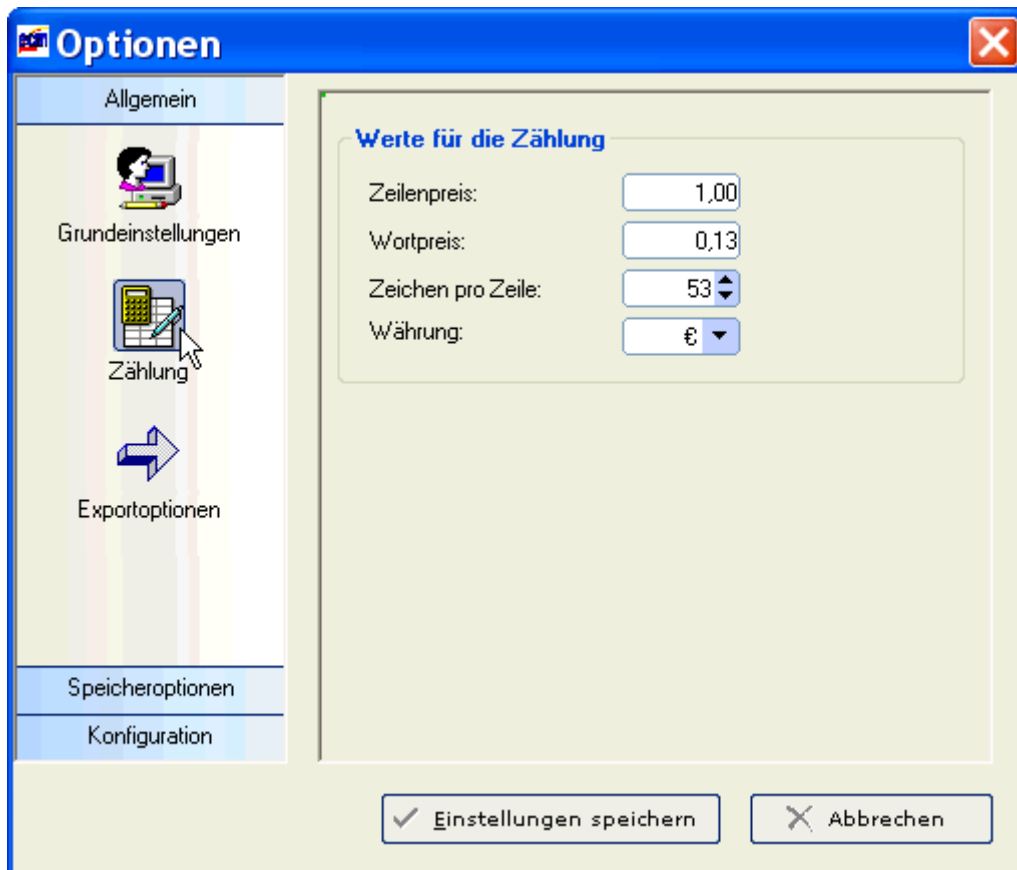 Optionen
Allgemein
Grundeinstellungen
Zählung
Exportoptionen
Speicheroptionen
Konfiguration
Werte für die Zählung
Zeilenpreis: 1,00
Wortpreis: 0,13
Zeichen pro Zeile: 53
Währung: €
Einstellungen speichern
Abbrechen